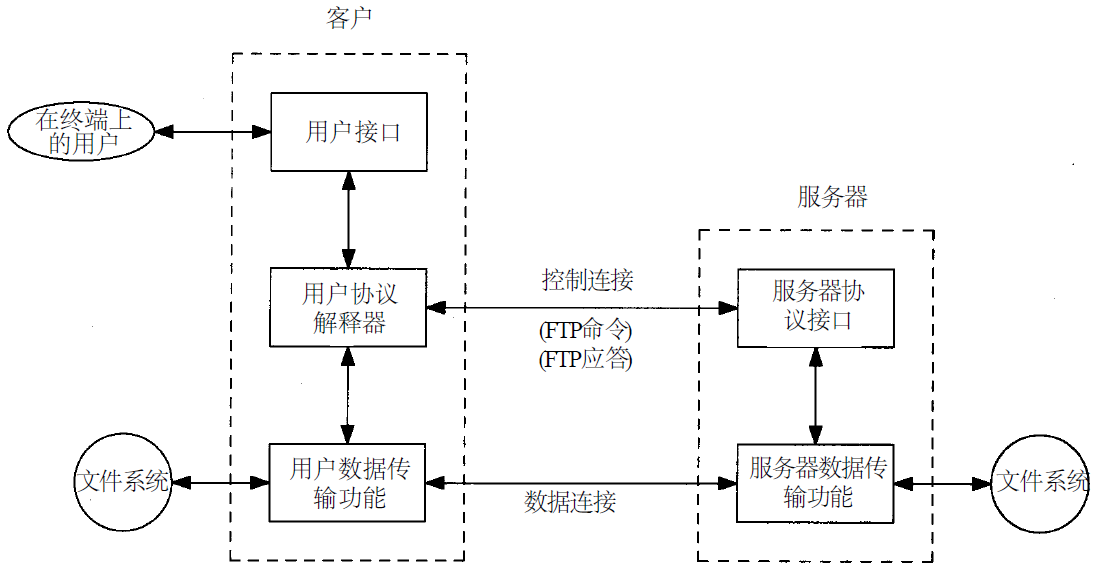 客户
在终端上
的用户
用户接口
服务器
用户协议
解释器
控制连接
(FTP命令)
(FTP应答)
服务器协
议接口
文件系统
用户数据传
输功能
数据连接
服务器数据传
输功能
文件系统